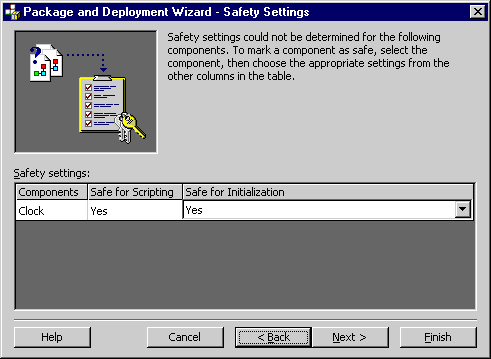 Package and Deployment Wizard - Safety Settings
Safety settings could not be determined for the following
components. To mark a component as safe, select the
component, then choose the appropriate settings from the
other columns in the table.
Safety settings:
Components Safe for Scripting Safe for Initialization
Clock Yes Yes
Help Cancel < Back Next > Finish